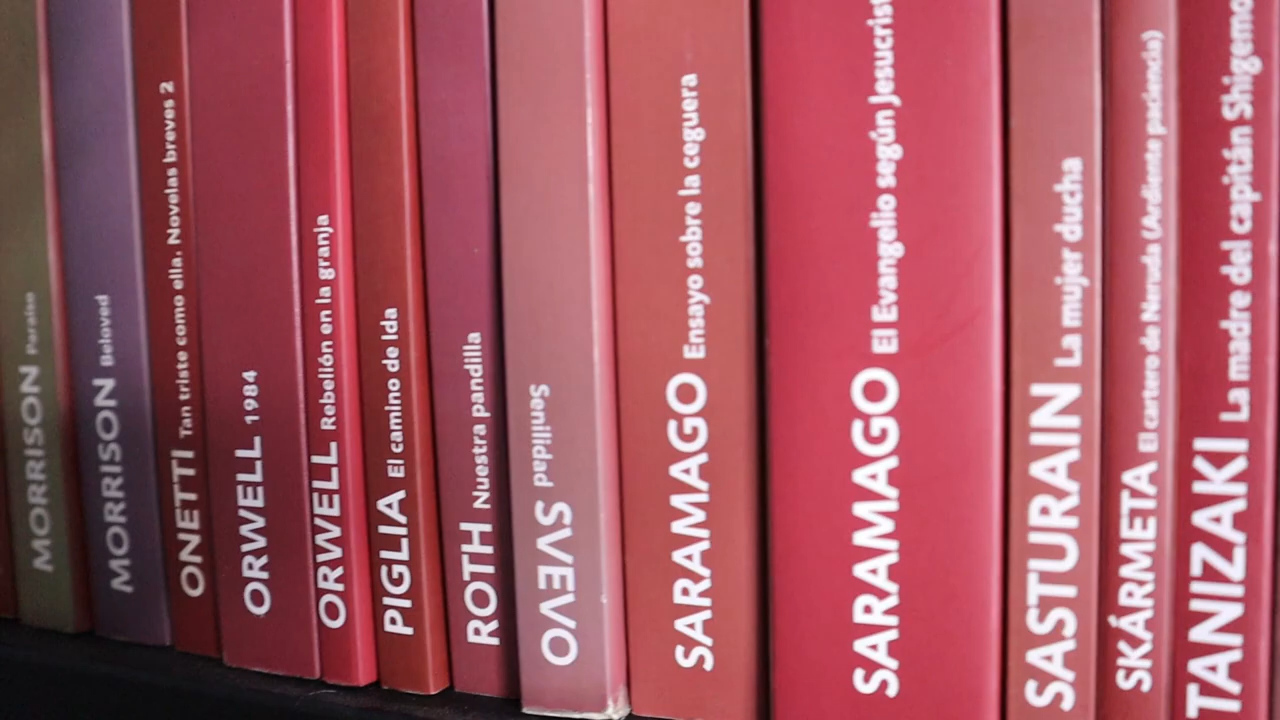 MORRISON Paraíso
MORRISON Beloved
ONETTI Tan triste como ella. Novelas breves 2
ORWELL 1984
ORWELL Rebelión en la granja
PIGLIA El camino de Ida
ROTH Nuestra pandilla
Senilidad SVEVO
SARAMAGO Ensayo sobre la ceguera
SARAMAGO El Evangelio según Jesucrist
SASTURAIN La mujer ducha
SKÁRMETA El cartero de Neruda (Ardiente paciencia)
TANIZAKI La madre del capitán Shigemo